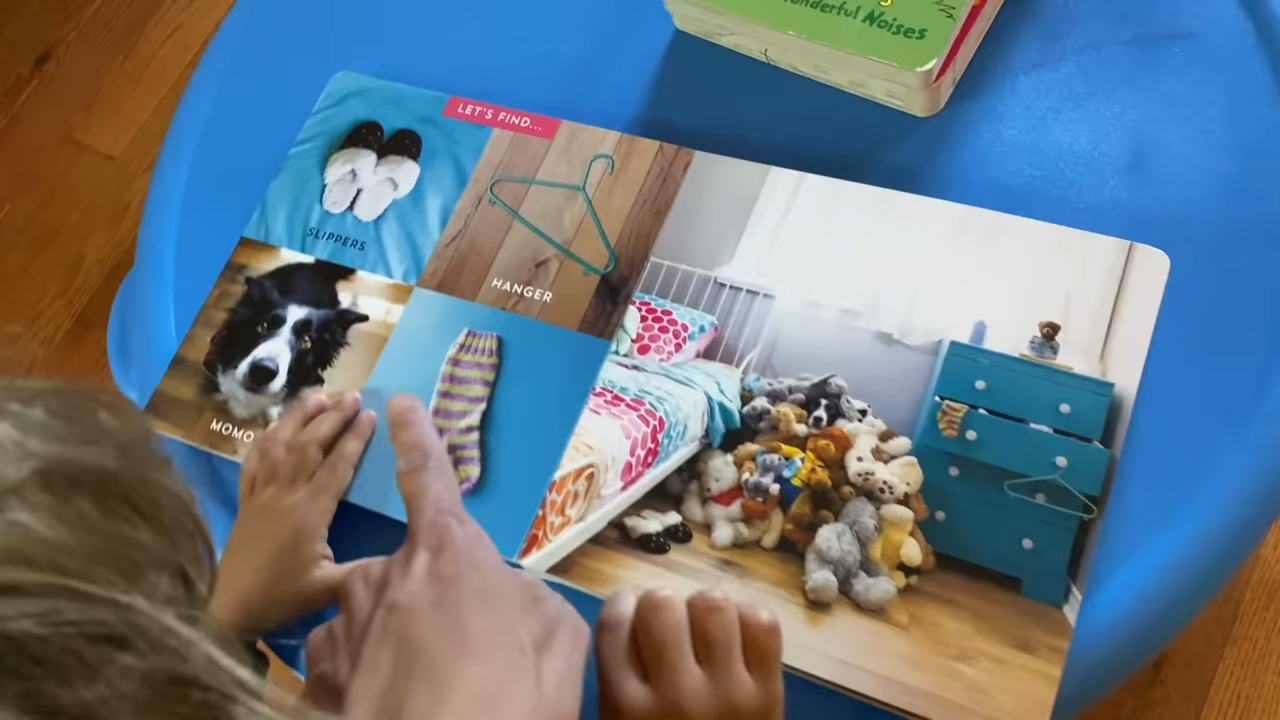 Wonderful Noises
LET'S FIND...
SLIPPERS
HANGER
MOMO